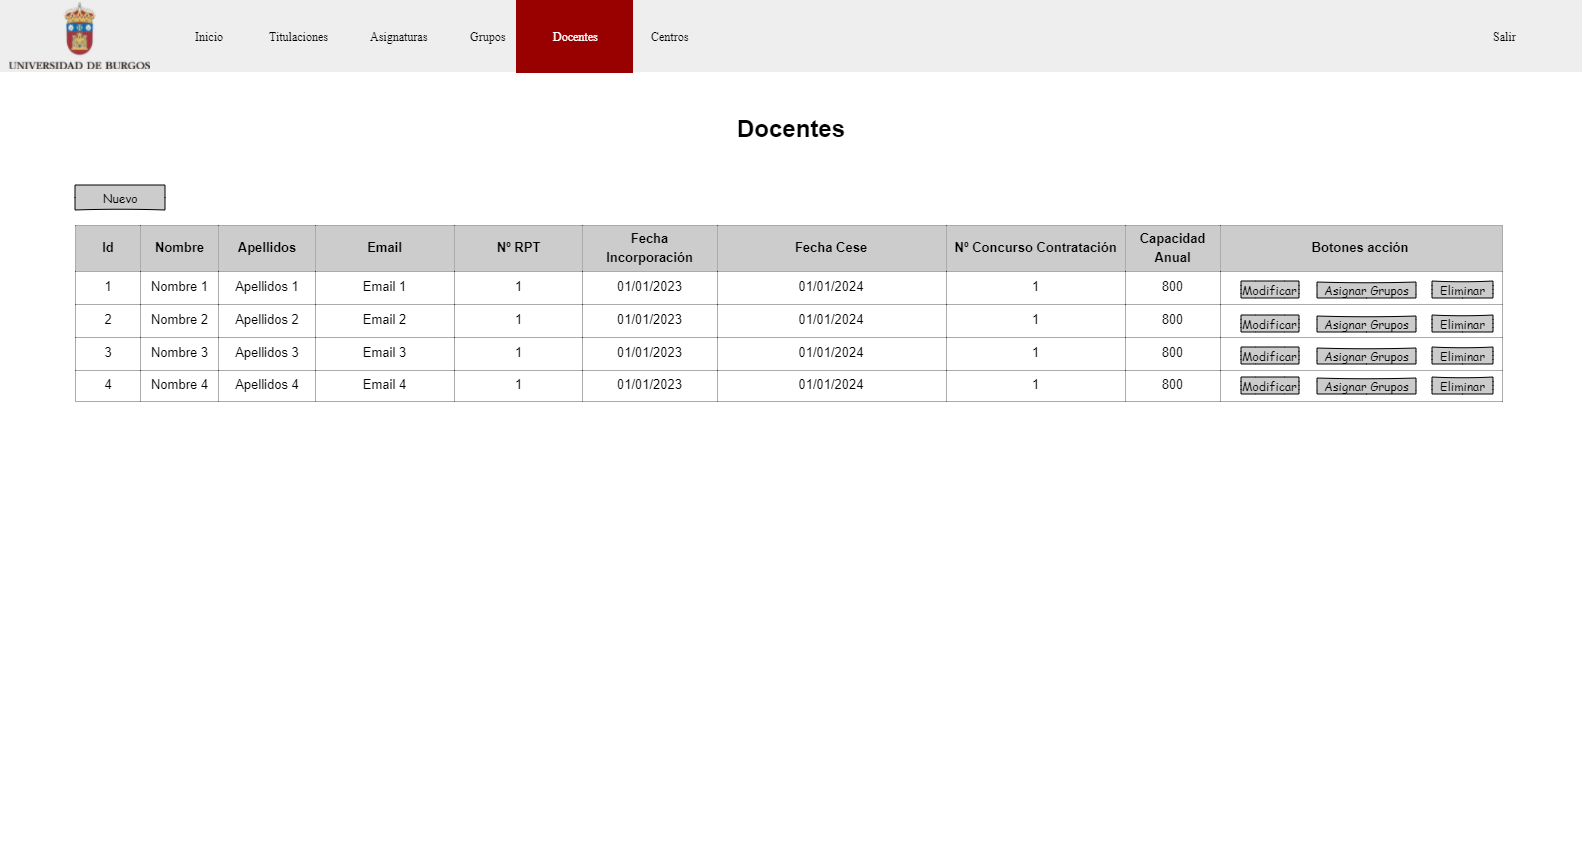 UNIVERSIDAD DE BURGOS
Inicio Titulaciones Asignaturas Grupos Docentes Centros Salir
Docentes
Nuevo
Id Nombre Apellidos Email Nº RPT Fecha Incorporación Fecha Cese Nº Concurso Contratación Capacidad Anual Botones acción
1 Nombre 1 Apellidos 1 Email 1 1 01/01/2023 01/01/2024 1 800 Modificar Asignar Grupos Eliminar
2 Nombre 2 Apellidos 2 Email 2 1 01/01/2023 01/01/2024 1 800 Modificar Asignar Grupos Eliminar
3 Nombre 3 Apellidos 3 Email 3 1 01/01/2023 01/01/2024 1 800 Modificar Asignar Grupos Eliminar
4 Nombre 4 Apellidos 4 Email 4 1 01/01/2023 01/01/2024 1 800 Modificar Asignar Grupos Eliminar